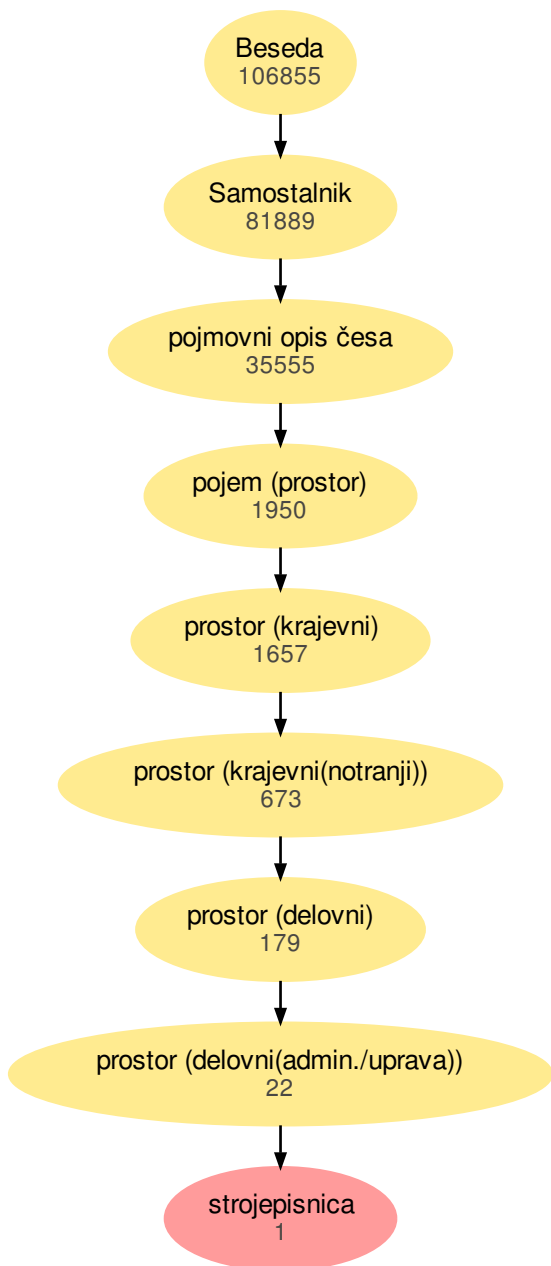 Beseda
106855
Samostalnik
81889
pojmovni opis česa
35555
pojem (prostor)
1950
prostor (krajevni)
1657
prostor (krajevni(notranji))
673
prostor (delovni)
179
prostor (delovni(admin./uprava))
22
strojepisnica
1